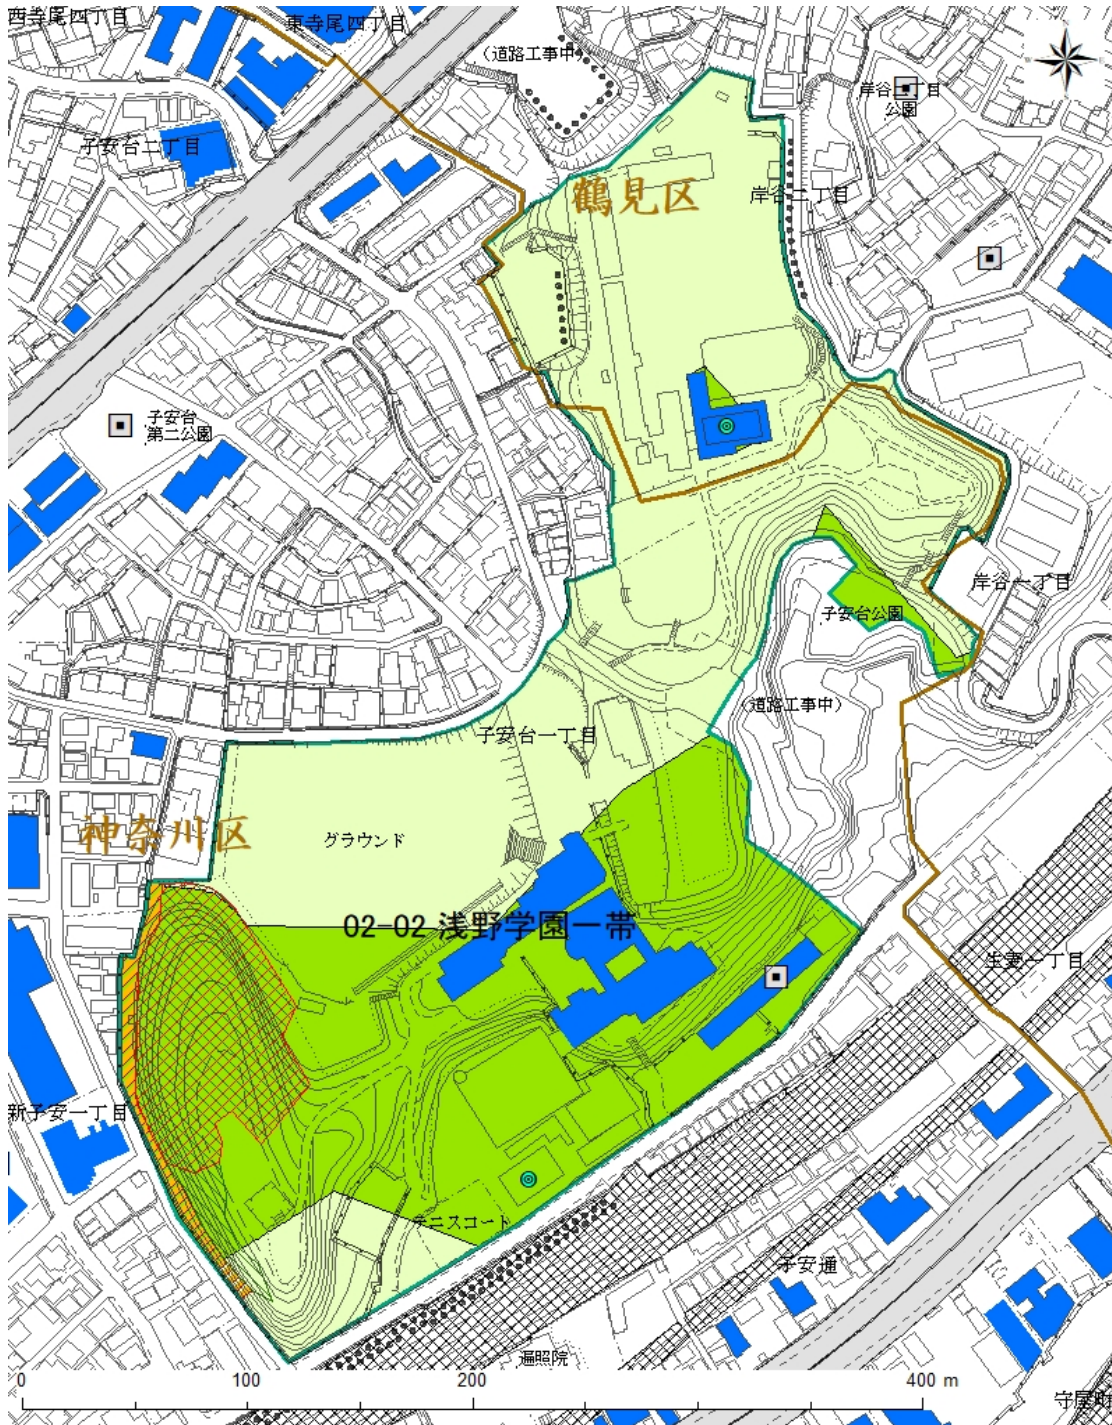 西寺尾四丁目
東寺尾四丁目
（道路工事中）
N
岸谷二丁目
公園
子安台二丁目
鶴見区
岸谷二丁目
子安台
第二公園
岸谷一丁目
子安台公園
（道路工事中）
子安台一丁目
神奈川区
グラウンド
02-02 浅野学園一帯
生麦一丁目
新子安一丁目
テニスコート
子安通
遍照院
0 100 200 400 m
守屋町